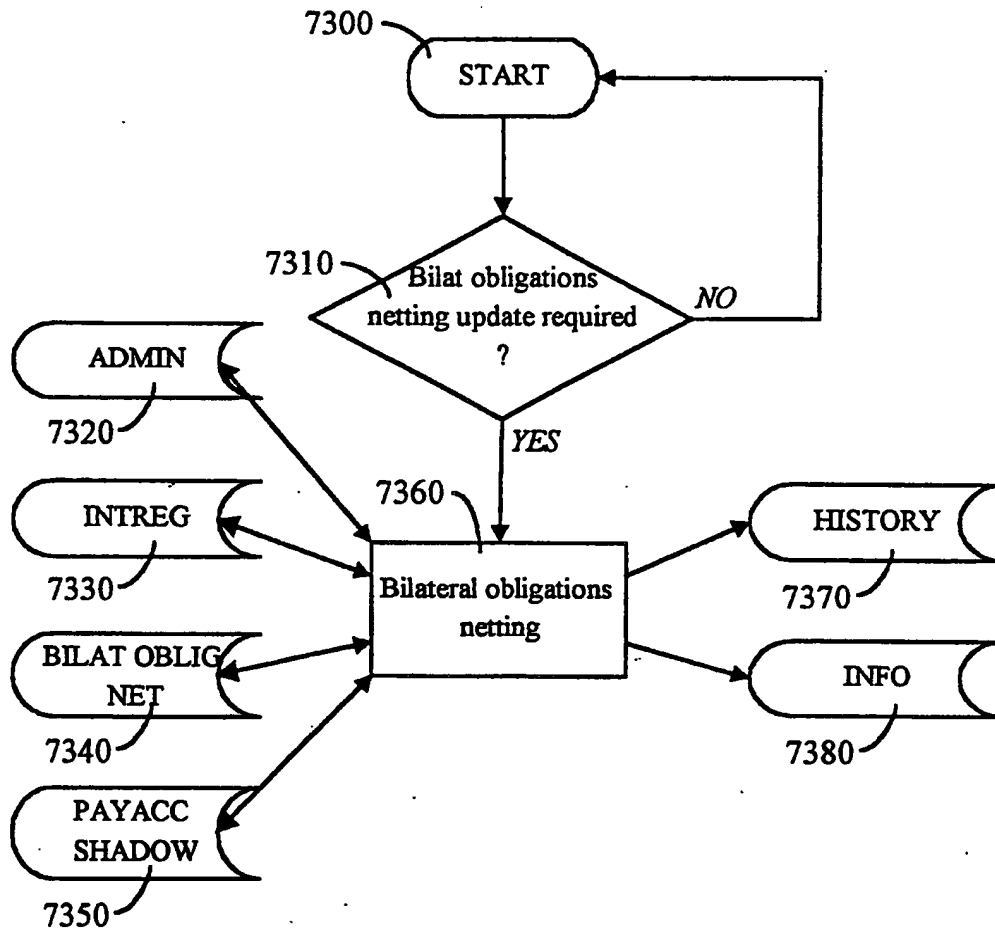 7300
START
7310
Bilat obligations
netting update required
?
NO
YES
ADMIN
7320
INTREG
7330
BILAT OBLIG
NET
7340
PAYACC
SHADOW
7350
7360
Bilateral obligations
netting
HISTORY
7370
INFO
7380